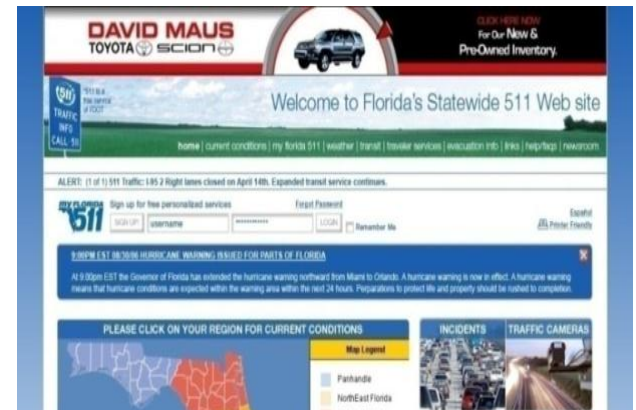 DAVID MAUS
TOYOTA SCION
CLICK HERE NOW
For Our New &
Pre-Owned Inventory.
511
TRAFFIC
INFO
CALL 511
"511 is a
free service
of FDOT"
Welcome to Florida's Statewide 511 Web site
home | current conditions | my florida 511 | weather | transit | traveler services | evacuation info | links | help/faqs | newsroom
ALERT: (1 of 1) 511 Traffic: I-95 2 Right lanes closed on April 14th. Expanded transit service continues.
MY FLORIDA
511
Sign up for free personalized services
Forgot Password
SIGN UP!
username
************
LOGIN
Remember Me
Español
Printer Friendly
9:00PM EST 08/30/06 HURRICANE WARNING ISSUED FOR PARTS OF FLORIDA
At 9:00pm EST the Governor of Florida has extended the hurricane warning northward from Miami to Orlando. A hurricane warning is now in effect. A hurricane warning
means that hurricane conditions are expected within the warning area within the next 24 hours. Perparations to protect life and property should be rushed to completion.
PLEASE CLICK ON YOUR REGION FOR CURRENT CONDITIONS
INCIDENTS
TRAFFIC CAMERAS
Map Legend
Panhandle
NorthEast Florida